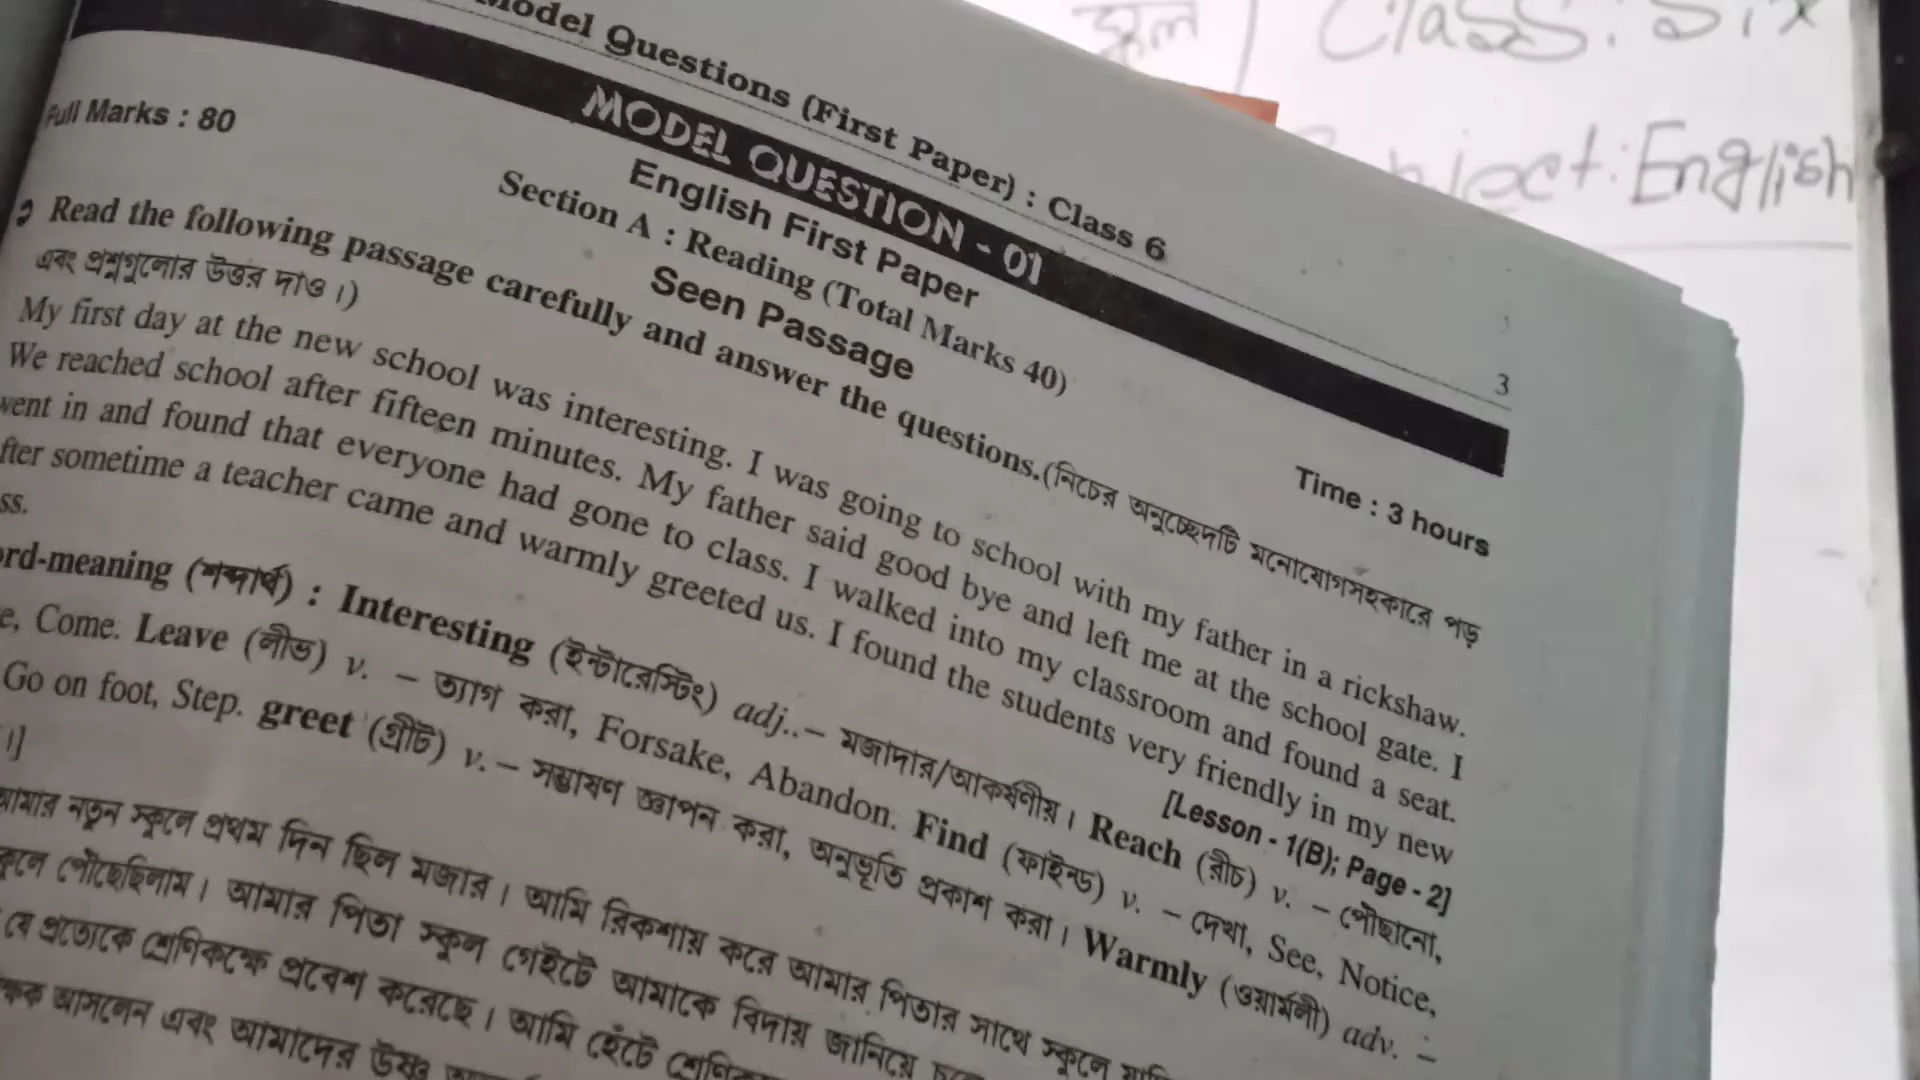 Model Questions (First Paper) : Class 6
3
MODEL QUESTION - 01
English First Paper
Full Marks : 80
Section A : Reading (Total Marks 40)
Time : 3 hours
Seen Passage
Read the following passage carefully and answer the questions.(নিচের অনুচ্ছেদটি মনোযোগসহকারে পড়
এবং প্রশ্নগুলোর উত্তর দাও।)
My first day at the new school was interesting. I was going to school with my father in a rickshaw.
We reached school after fifteen minutes. My father said good bye and left me at the school gate. I
went in and found that everyone had gone to class. I walked into my classroom and found a seat.
fter sometime a teacher came and warmly greeted us. I found the students very friendly in my new
ss.
[Lesson - 1(B); Page - 2]
rd-meaning (শব্দার্থ) : Interesting (ইন্টারেস্টিং) adj..– মজাদার/আকর্ষণীয়। Reach (রীচ) v. – পৌছানো,
e, Come. Leave (লীভ) v. – ত্যাগ করা, Forsake, Abandon. Find (ফাইন্ড) v. – দেখা, See, Notice,
Go on foot, Step. greet (গ্রীট) v. – সম্ভাষণ জ্ঞাপন করা, অনুভূতি প্রকাশ করা। Warmly (ওয়ার্মলী) adv. –
।]
আমার নতুন স্কুলে প্রথম দিন ছিল মজার। আমি রিকশায় করে আমার পিতার সাথে স্কুলে
কুলে পৌছেছিলাম। আমার পিতা স্কুল গেইটে আমাকে বিদায় জানিয়ে
যে প্রত্যেকে শ্রেণিকক্ষে প্রবেশ করেছে। আমি হেঁটে
ক্ষক আসলেন এবং আমাদের উষ্ণ
স্কুল
Class: Six
ject: English